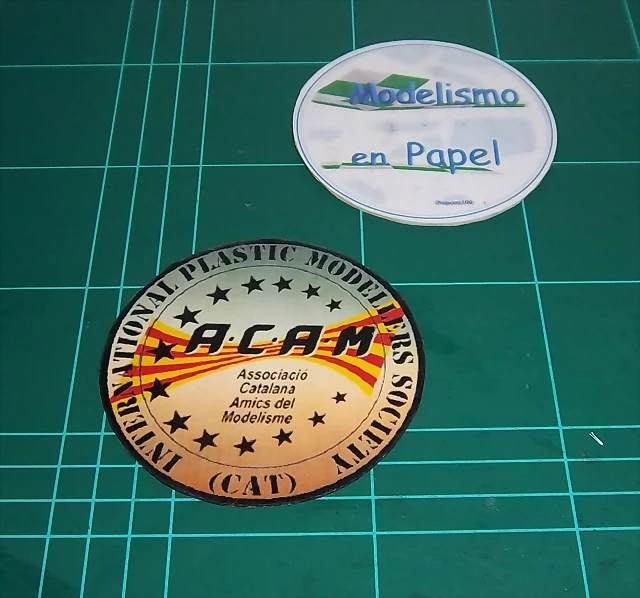 Modelismo
en Papel
INTERNATIONAL PLASTIC MODELLERS SOCIETY
A·C·A·M
Associació
Catalana
Amics del
Modelisme
(CAT)